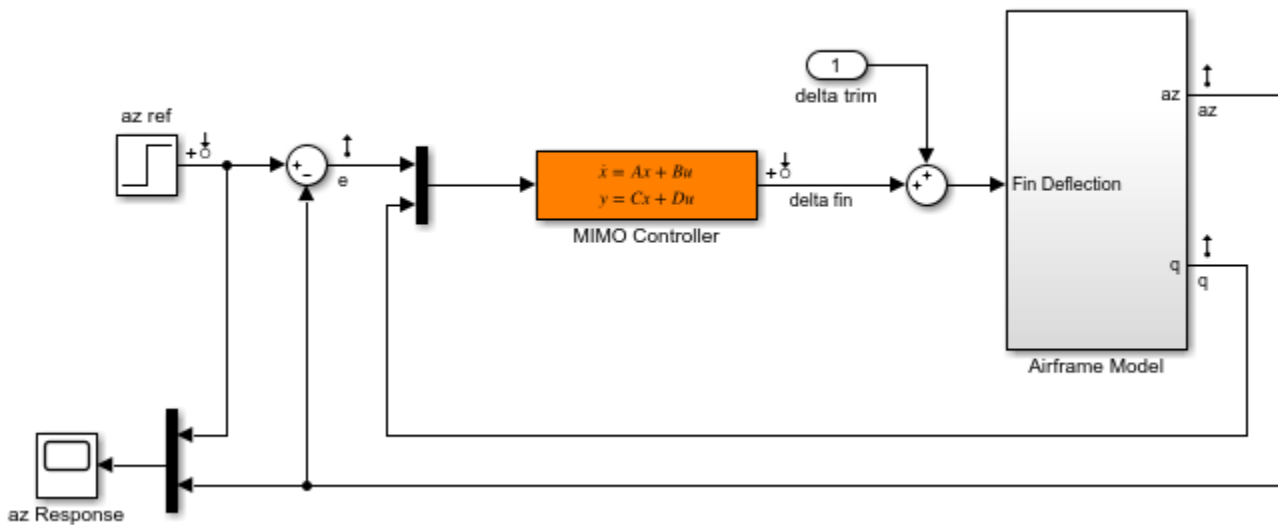 az ref
+
+
−
e
ẋ = Ax + Bu
y = Cx + Du
MIMO Controller
+
delta fin
1
delta trim
+
+
Fin Deflection
az
az
q
q
Airframe Model
az Response